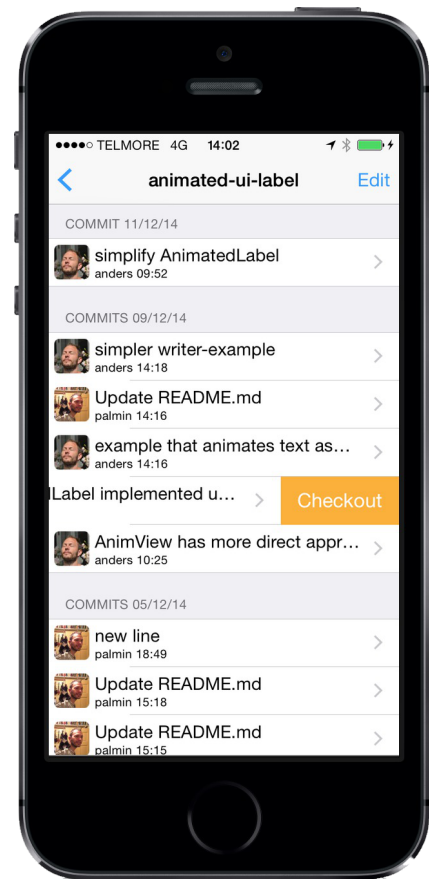 TELMORE 4G 14:02
animated-ui-label Edit
COMMIT 11/12/14
simplify AnimatedLabel
anders 09:52
COMMITS 09/12/14
simpler writer-example
anders 14:18
Update README.md
palmin 14:16
example that animates text as...
anders 14:16
Label implemented u... Checkout
AnimView has more direct appr...
anders 10:25
COMMITS 05/12/14
new line
palmin 18:49
Update README.md
palmin 15:18
Update README.md
palmin 15:15